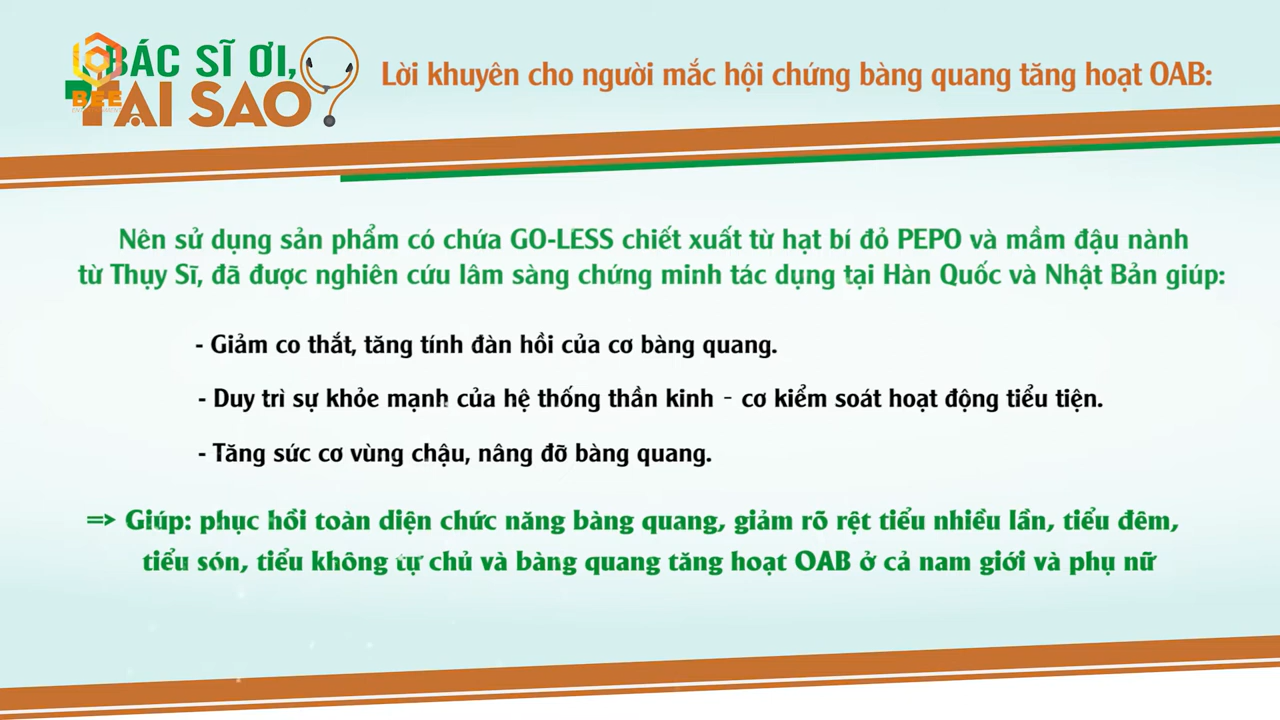 BÁC SĨ ƠI,
TẠI SAO?
BEE
Lời khuyên cho người mắc hội chứng bàng quang tăng hoạt OAB:
Nên sử dụng sản phẩm có chứa GO-LESS chiết xuất từ hạt bí đỏ PEPO và mầm đậu nành
từ Thụy Sĩ, đã được nghiên cứu lâm sàng chứng minh tác dụng tại Hàn Quốc và Nhật Bản giúp:
- Giảm co thắt, tăng tính đàn hồi của cơ bàng quang.
- Duy trì sự khỏe mạnh của hệ thống thần kinh - cơ kiểm soát hoạt động tiểu tiện.
- Tăng sức cơ vùng chậu, nâng đỡ bàng quang.
=> Giúp: phục hồi toàn diện chức năng bàng quang, giảm rõ rệt tiểu nhiều lần, tiểu đêm,
tiểu són, tiểu không tự chủ và bàng quang tăng hoạt OAB ở cả nam giới và phụ nữ